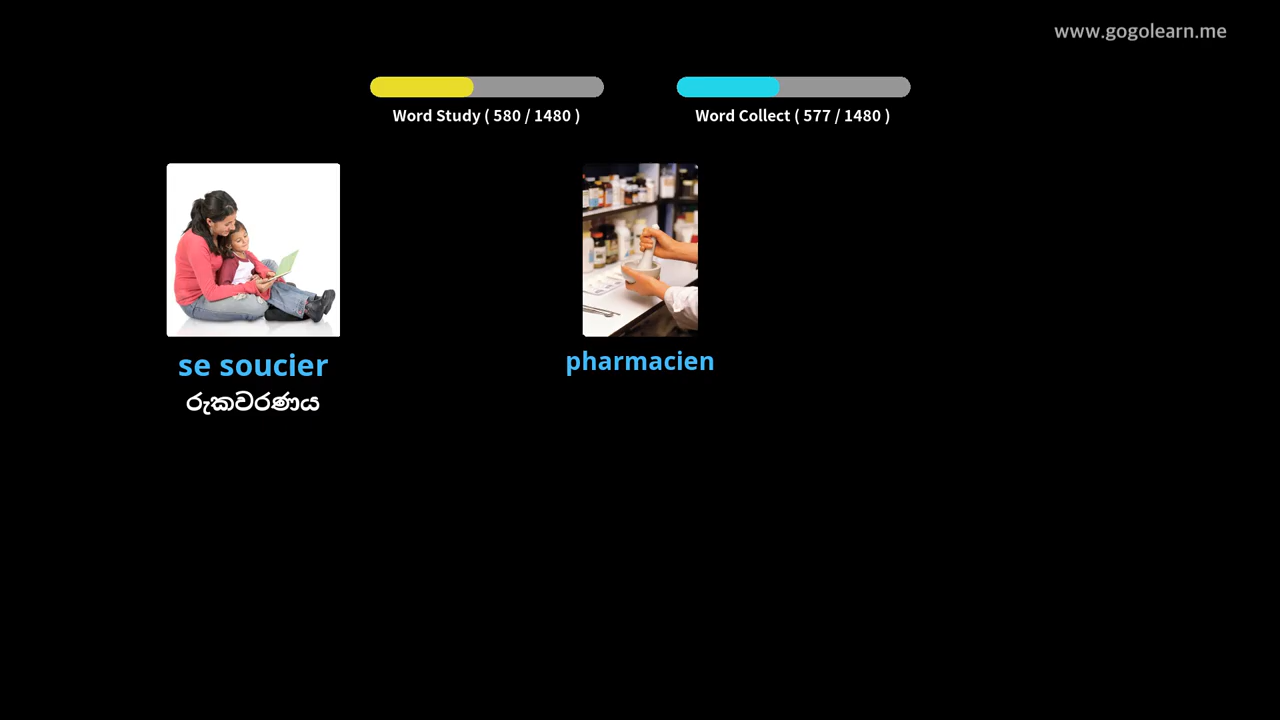 www.gogolearn.me
Word Study ( 580 / 1480 )
Word Collect ( 577 / 1480 )
se soucier
රුකවරණය
pharmacien